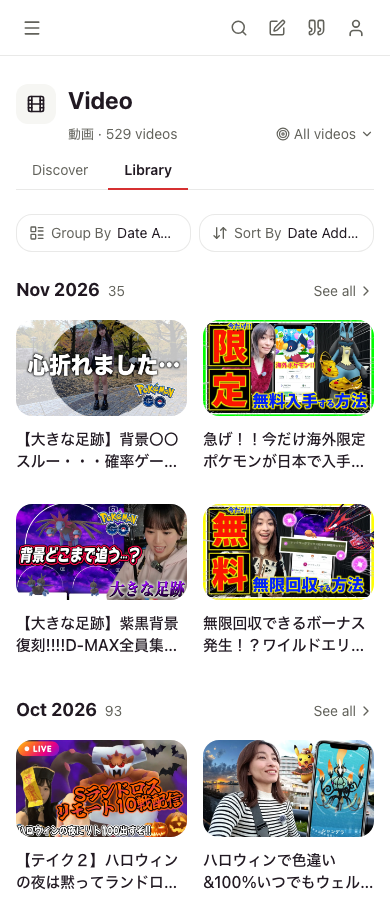 Video
動画 · 529 videos
All videos
Discover
Library
Group By Date A...
Sort By Date Add...
Nov 2026 35
See all
心折れました…
Pokémon GO
【大きな足跡】背景〇〇
スルー・・・確率ゲー...
限定
海外ポケモン!!
無料入手する方法
急げ！！今だけ海外限定
ポケモンが日本で入手...
Pokémon GO
背景どこまで追う…?
大きな足跡
【大きな足跡】紫黒背景
復刻!!!!D-MAX全員集...
無料
無限回収する方法
無限回収できるボーナス
発生！？ワイルドエリ...
Oct 2026 93
See all
LIVE
Sランドロス
リモート10戦配信
【テイク２】ハロウィン
の夜は黙ってランドロ...
ハロウィンで色違い
&100%いつでもウェル...